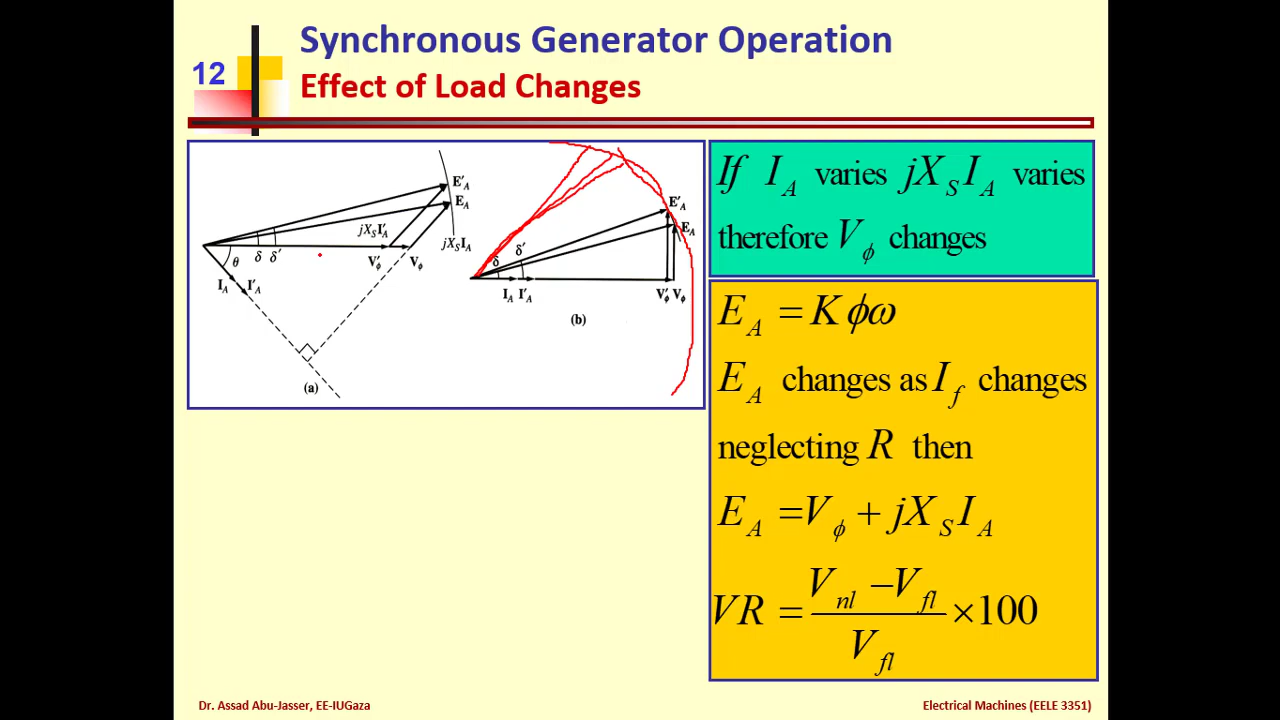 Synchronous Generator Operation
12
Effect of Load Changes
E′A
EA
jXSI′A
jXSIA
θ δ δ′
V′ϕ Vϕ
IA I′A
(a)
E′A
EA
δ δ′
IA I′A
V′ϕ Vϕ
(b)
If IA varies jXSIA varies
therefore Vϕ changes
EA = Kϕω
EA changes as If changes
neglecting R then
EA = Vϕ + jXSIA
VR = (Vnl − Vfl) / Vfl × 100
Dr. Assad Abu-Jasser, EE-IUGaza
Electrical Machines (EELE 3351)